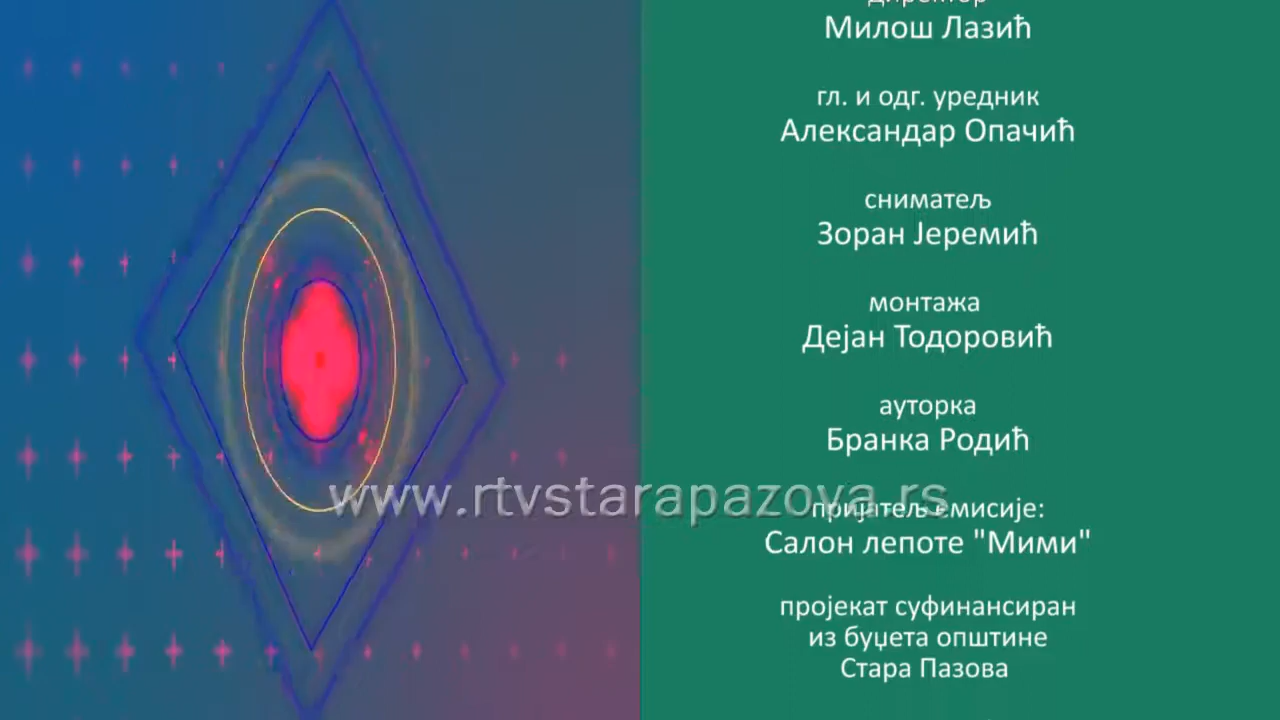 директор
Милош Лазић
гл. и одг. уредник
Александар Опачић
сниматељ
Зоран Јеремић
монтажа
Дејан Тодоровић
ауторка
Бранка Родић
www.rtvstarapazova.rs
пријатељ емисије:
Салон лепоте "Мими"
пројекат суфинансиран
из буџета општине
Стара Пазова